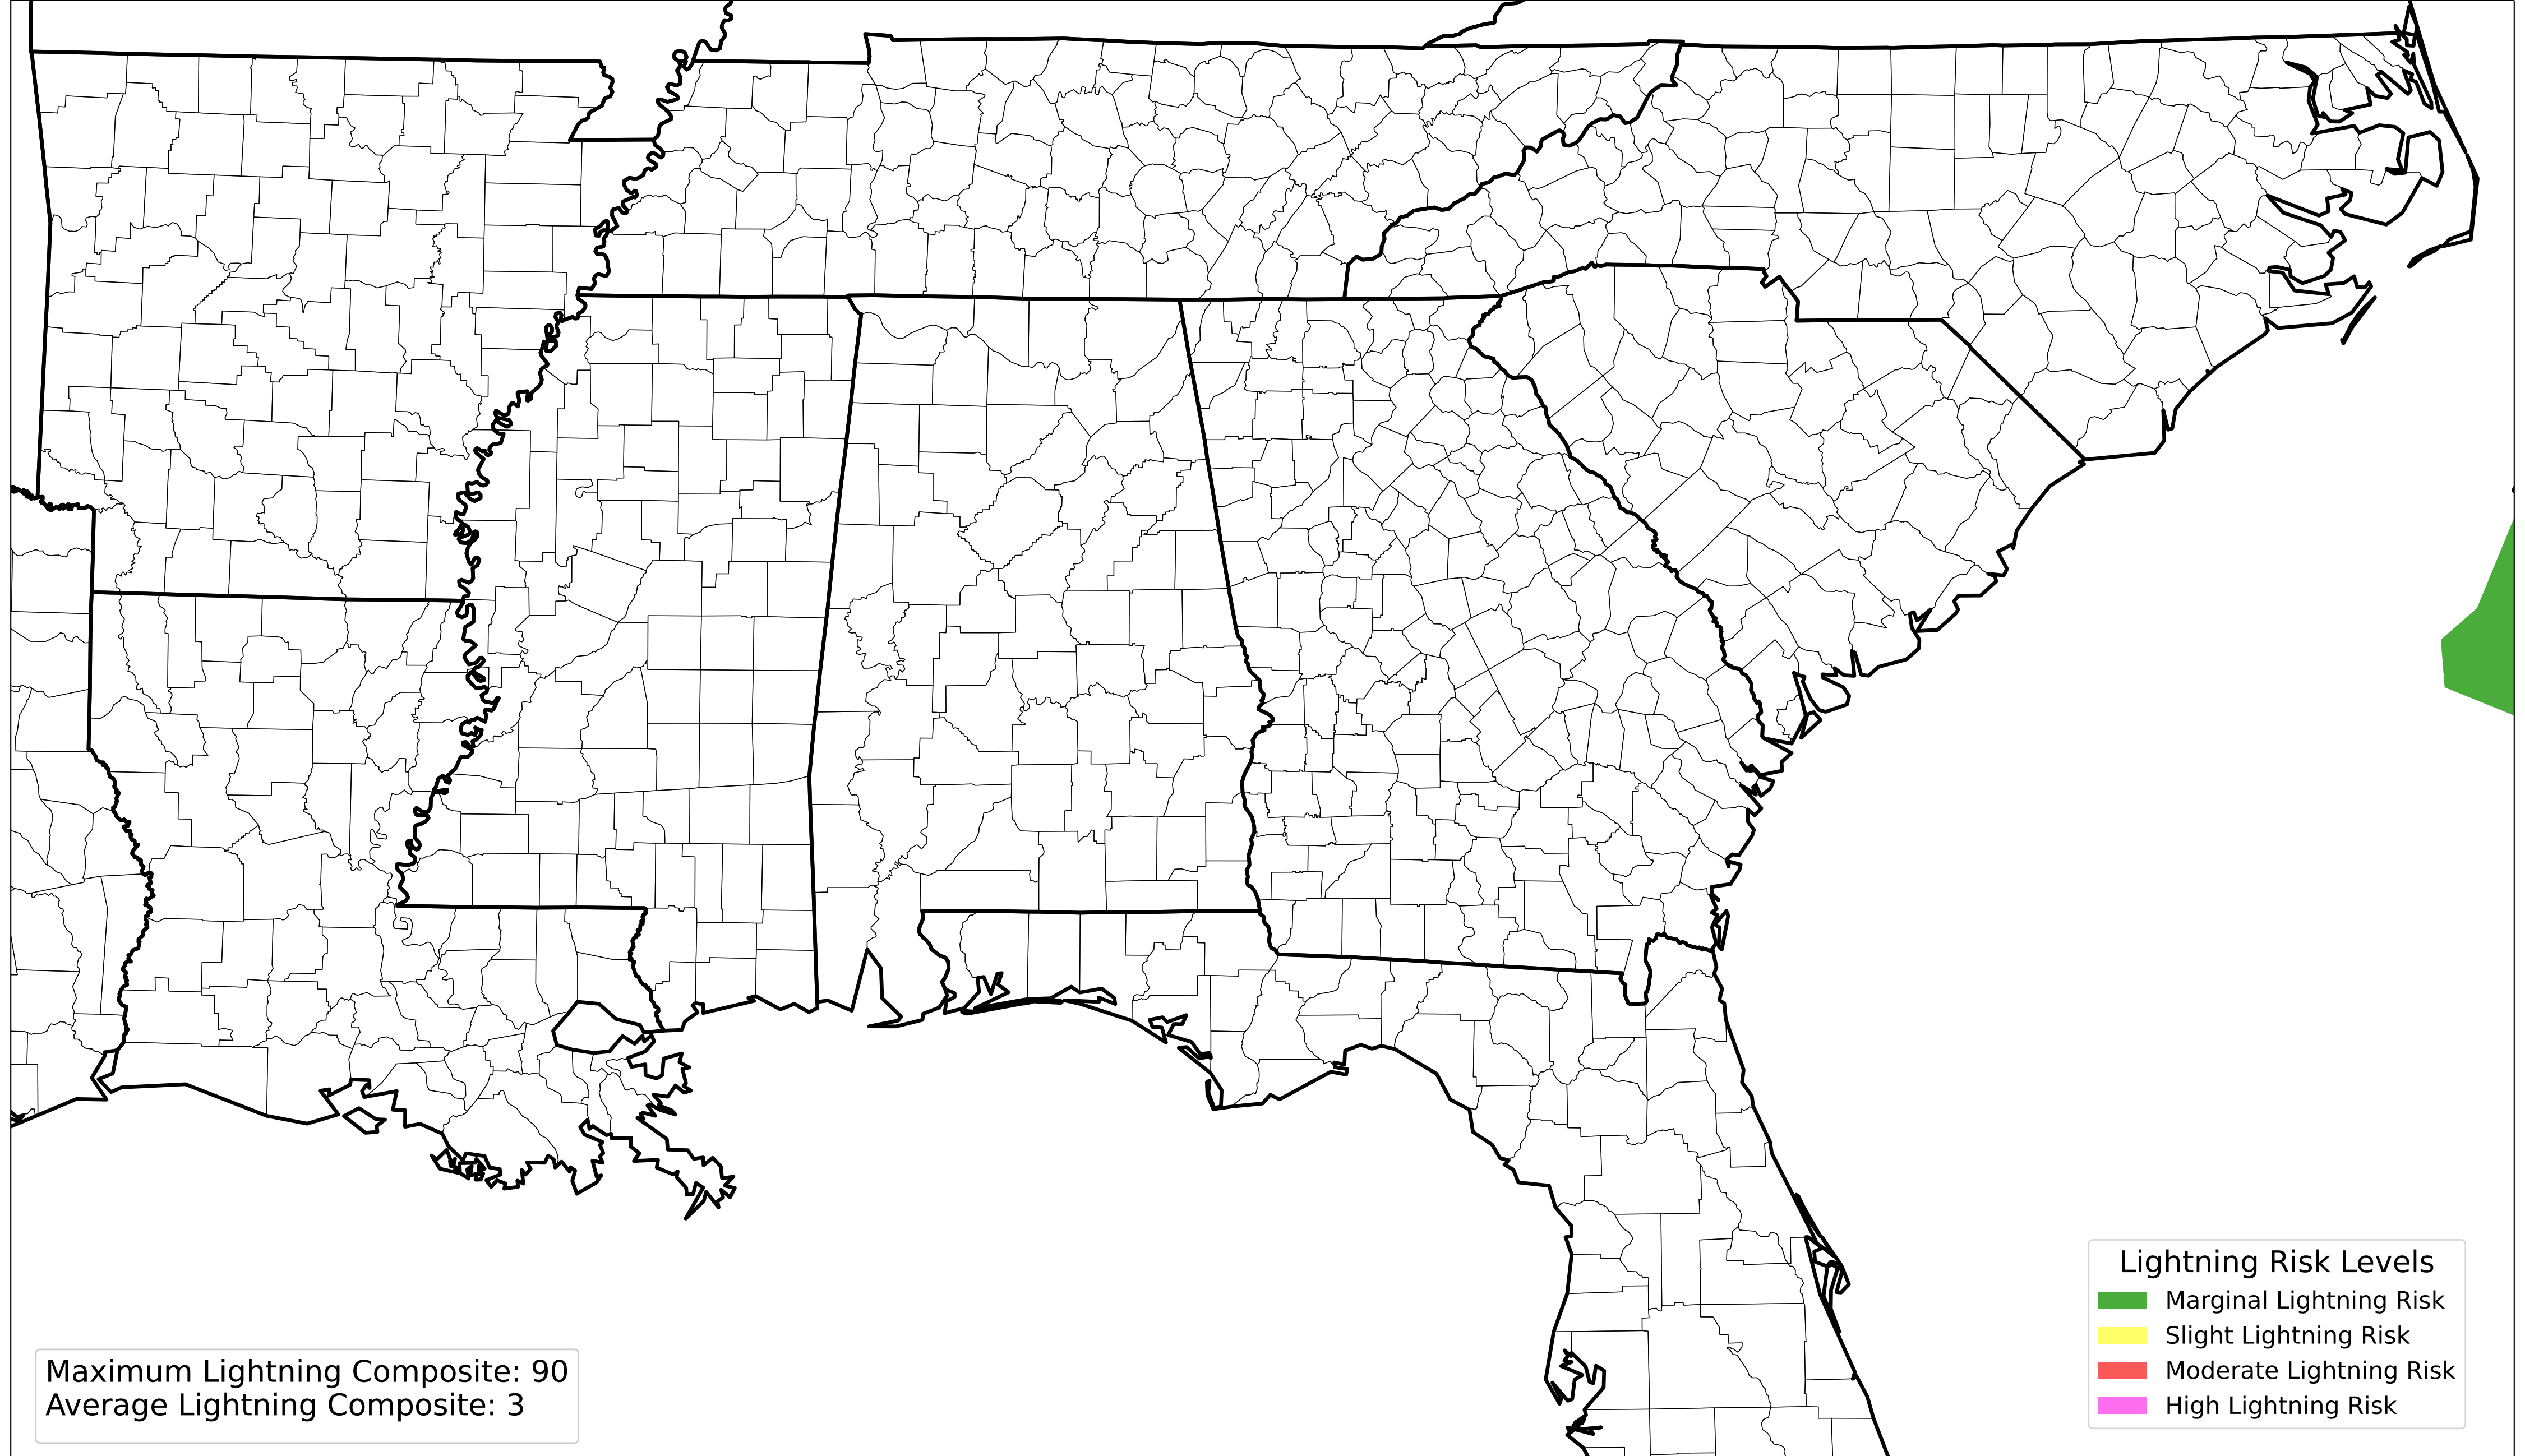 Lightning Risk Levels
Marginal Lightning Risk
Slight Lightning Risk
Moderate Lightning Risk
High Lightning Risk
Maximum Lightning Composite: 90
Average Lightning Composite: 3